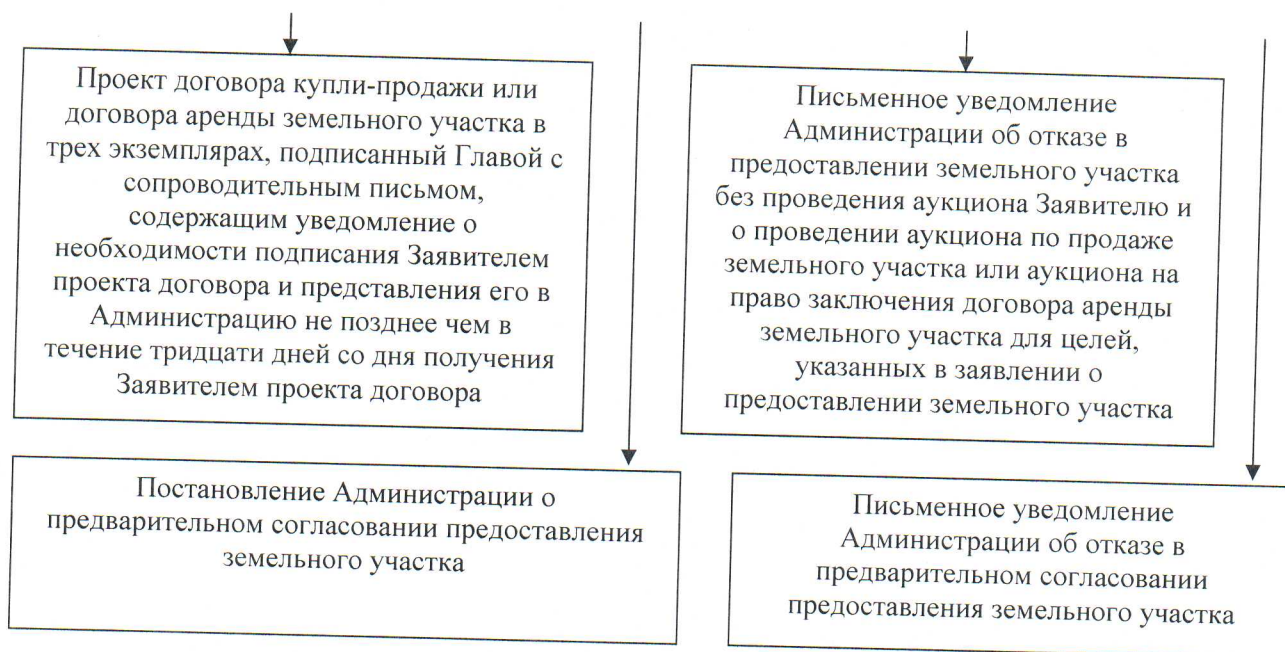 Проект договора купли-продажи или
договора аренды земельного участка в
трех экземплярах, подписанный Главой с
сопроводительным письмом,
содержащим уведомление о
необходимости подписания Заявителем
проекта договора и представления его в
Администрацию не позднее чем в
течение тридцати дней со дня получения
Заявителем проекта договора
Письменное уведомление
Администрации об отказе в
предоставлении земельного участка
без проведения аукциона Заявителю и
о проведении аукциона по продаже
земельного участка или аукциона на
право заключения договора аренды
земельного участка для целей,
указанных в заявлении о
предоставлении земельного участка
Постановление Администрации о
предварительном согласовании предоставления
земельного участка
Письменное уведомление
Администрации об отказе в
предварительном согласовании
предоставления земельного участка